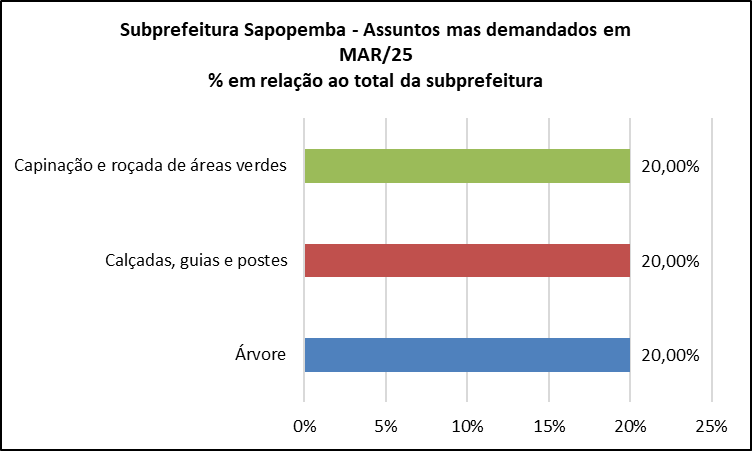 Subprefeitura Sapopemba - Assuntos mas demandados em
MAR/25
% em relação ao total da subprefeitura
Capinação e roçada de áreas verdes
20,00%
Calçadas, guias e postes
20,00%
Árvore
20,00%
0% 5% 10% 15% 20% 25%